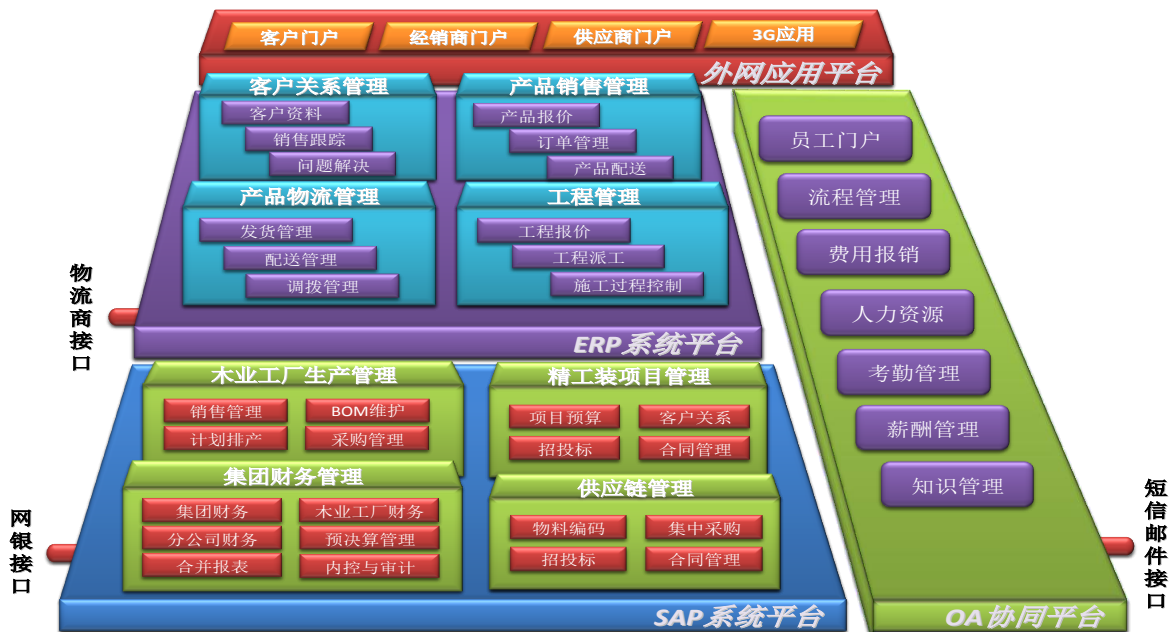 客户门户
经销商门户
供应商门户
3G应用
外网应用平台
客户关系管理
客户资料
销售跟踪
问题解决
产品销售管理
产品报价
订单管理
产品配送
产品物流管理
发货管理
配送管理
调拨管理
工程管理
工程报价
工程派工
施工过程控制
ERP系统平台
物流商接口
木业工厂生产管理
销售管理
BOM维护
计划排产
采购管理
精工装项目管理
项目预算
客户关系
招投标
合同管理
集团财务管理
集团财务
木业工厂财务
分公司财务
预决算管理
合并报表
内控与审计
供应链管理
物料编码
集中采购
招投标
合同管理
SAP系统平台
网银接口
员工门户
流程管理
费用报销
人力资源
考勤管理
薪酬管理
知识管理
OA协同平台
短信邮件接口